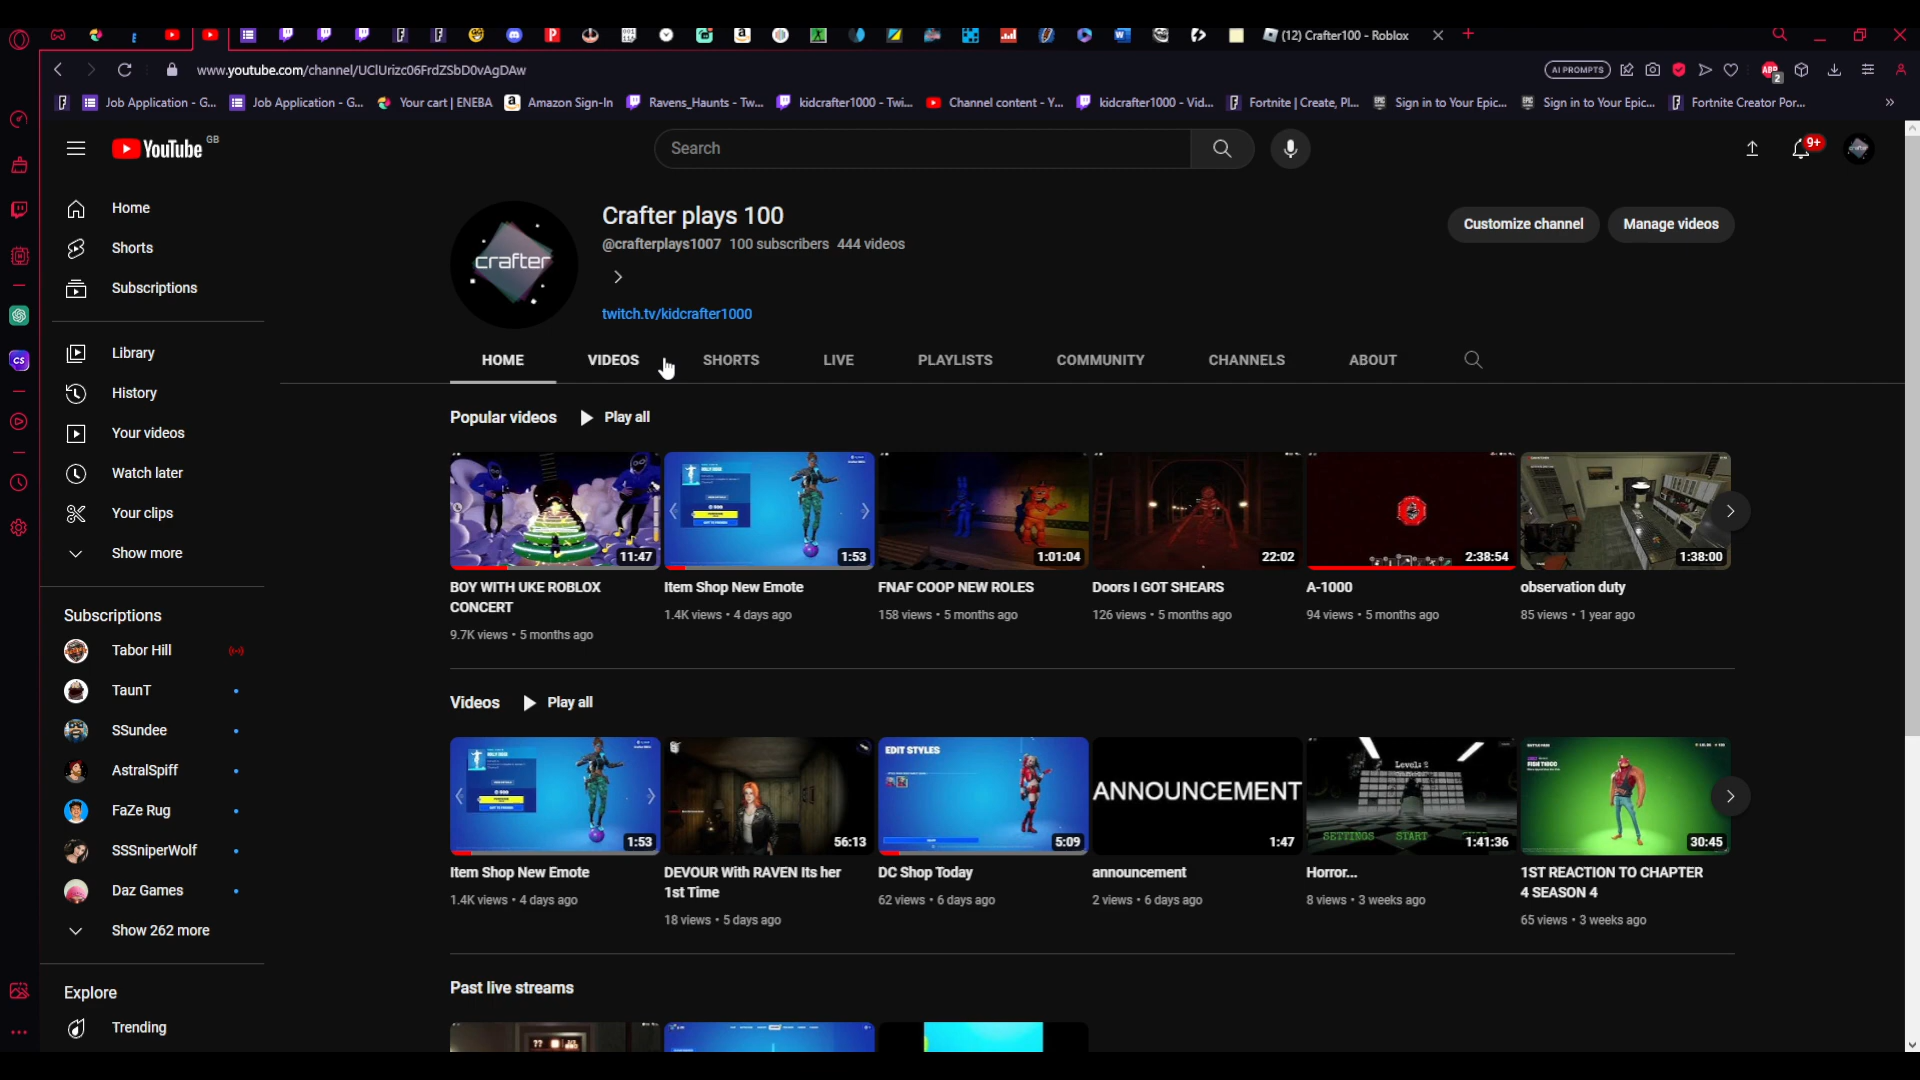 (12) Crafter100 - Roblox
www.youtube.com/channel/UClUrizc06FrdZSbD0vAgDAw
AI PROMPTS
2
Job Application - G...
Job Application - G...
Your cart | ENEBA
Amazon Sign-In
Ravens_Haunts - Tw...
kidcrafter1000 - Twi...
Channel content - Y...
kidcrafter1000 - Vid...
Fortnite | Create, Pl...
Sign in to Your Epic...
Sign in to Your Epic...
Fortnite Creator Por...
YouTube GB
Search
9+
Home
Shorts
Subscriptions
Library
History
Your videos
Watch later
Your clips
Show more
Subscriptions
Tabor Hill
TaunT
SSundee
AstralSpiff
FaZe Rug
SSSniperWolf
Daz Games
Show 262 more
Explore
Trending
crafter
Crafter plays 100
@crafterplays1007 100 subscribers 444 videos
twitch.tv/kidcrafter1000
Customize channel
Manage videos
HOME
VIDEOS
SHORTS
LIVE
PLAYLISTS
COMMUNITY
CHANNELS
ABOUT
Popular videos
Play all
11:47
1:53
1:01:04
22:02
2:38:54
1:38:00
BOY WITH UKE ROBLOX
CONCERT
9.7K views • 5 months ago
Item Shop New Emote
1.4K views • 4 days ago
FNAF COOP NEW ROLES
158 views • 5 months ago
Doors I GOT SHEARS
126 views • 5 months ago
A-1000
94 views • 5 months ago
observation duty
85 views • 1 year ago
Videos
Play all
1:53
56:13
EDIT STYLES
5:09
ANNOUNCEMENT
1:47
SETTINGS START
1:41:36
30:45
Item Shop New Emote
1.4K views • 4 days ago
DEVOUR With RAVEN Its her
1st Time
18 views • 5 days ago
DC Shop Today
62 views • 6 days ago
announcement
2 views • 6 days ago
Horror...
8 views • 3 weeks ago
1ST REACTION TO CHAPTER
4 SEASON 4
65 views • 3 weeks ago
Past live streams